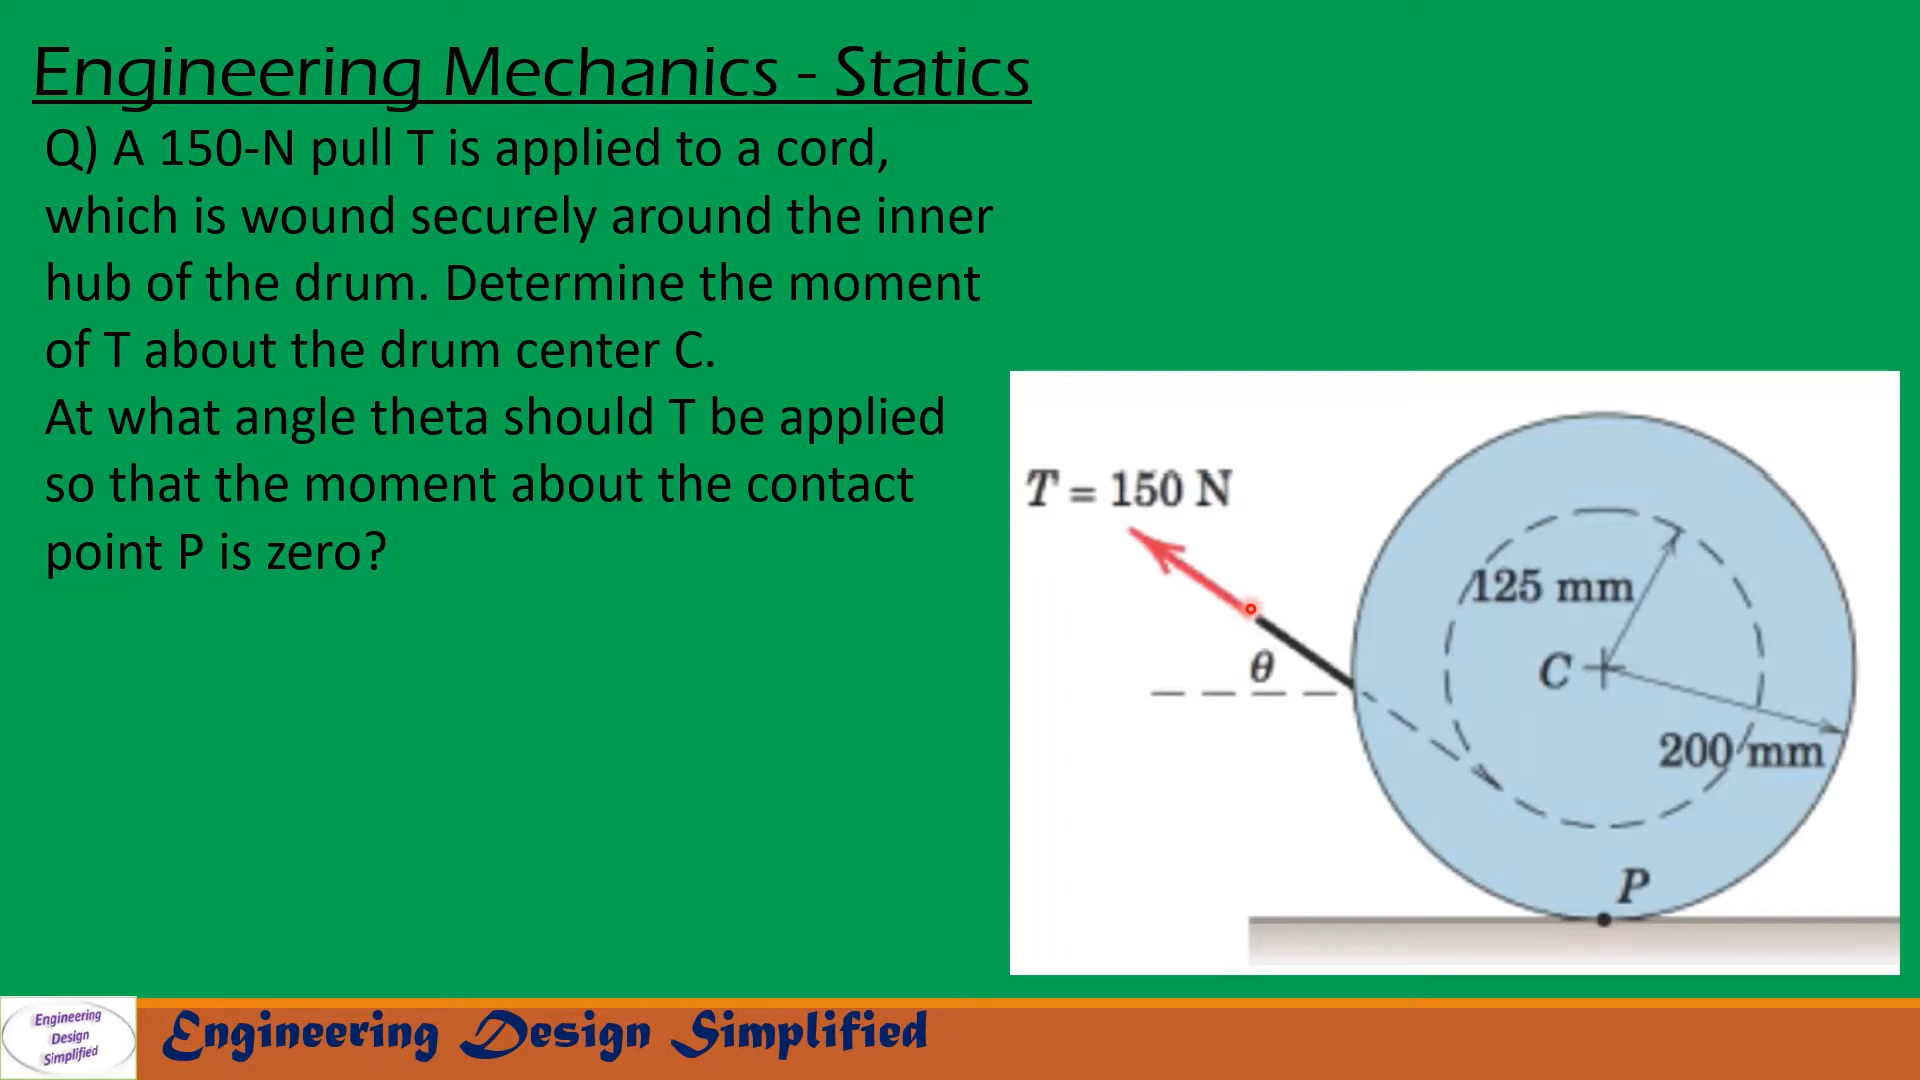 Engineering Mechanics - Statics
Q) A 150-N pull T is applied to a cord,
which is wound securely around the inner
hub of the drum. Determine the moment
of T about the drum center C.
At what angle theta should T be applied
so that the moment about the contact
point P is zero?
T = 150 N
125 mm
θ
C
200 mm
P
Engineering
Design
Simplified
Engineering Design Simplified